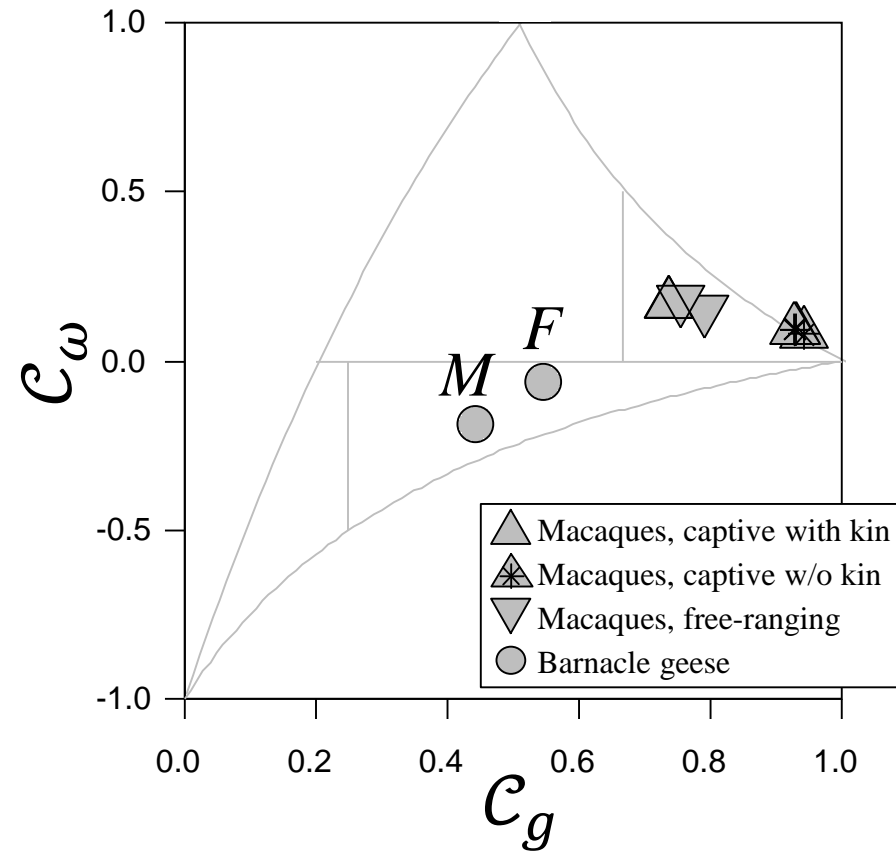 1.0
0.5
0.0
-0.5
-1.0
𝒞ω
F
M
Macaques, captive with kin
Macaques, captive w/o kin
Macaques, free-ranging
Barnacle geese
0.0 0.2 0.4 0.6 0.8 1.0
𝒞g